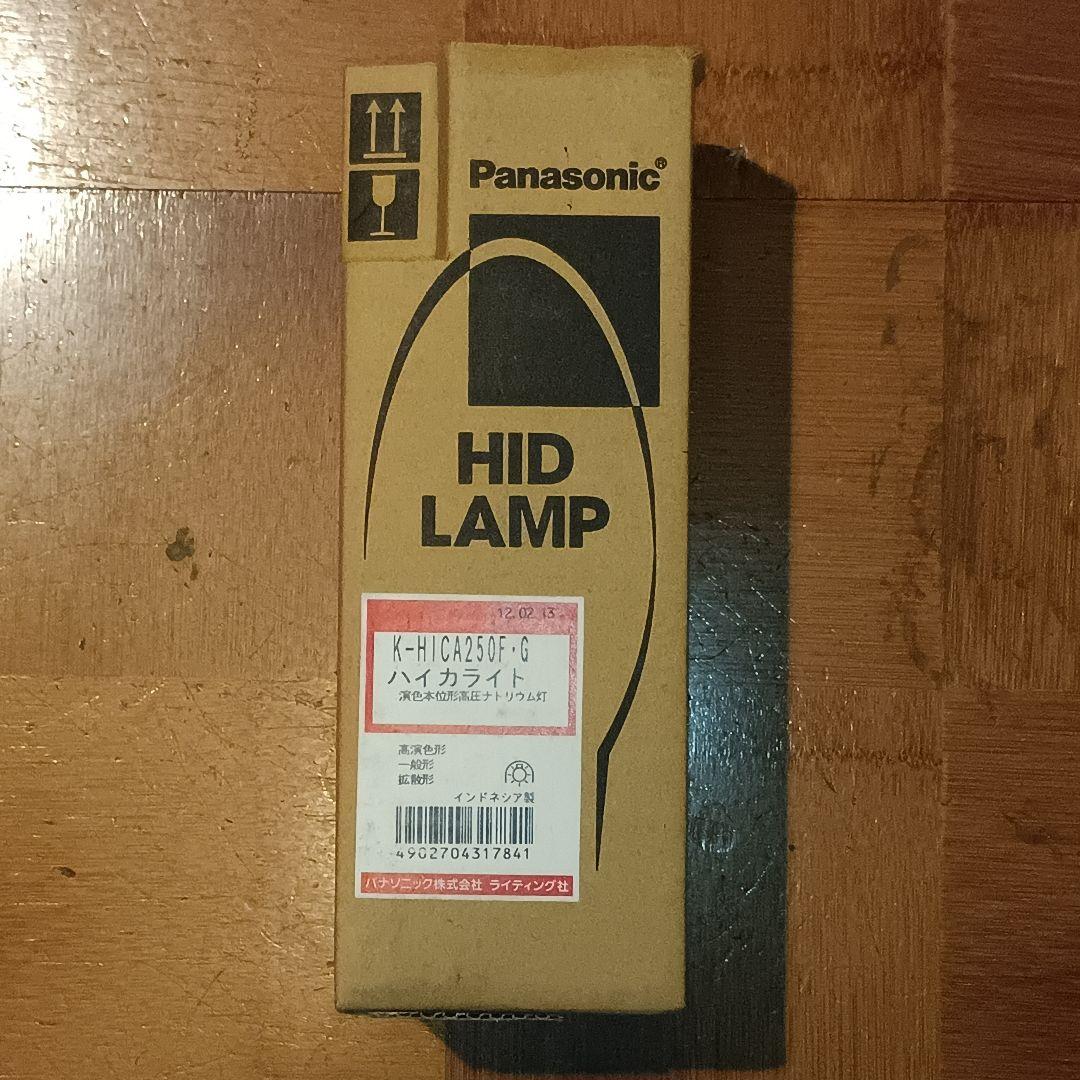 Panasonic®
HID
LAMP
12.02.13
K-HICA250F·G
ハイカライト
演色本位形高圧ナトリウム灯
高演色形
一般形
拡散形
インドネシア製
4902704317841
パナソニック株式会社 ライティング社